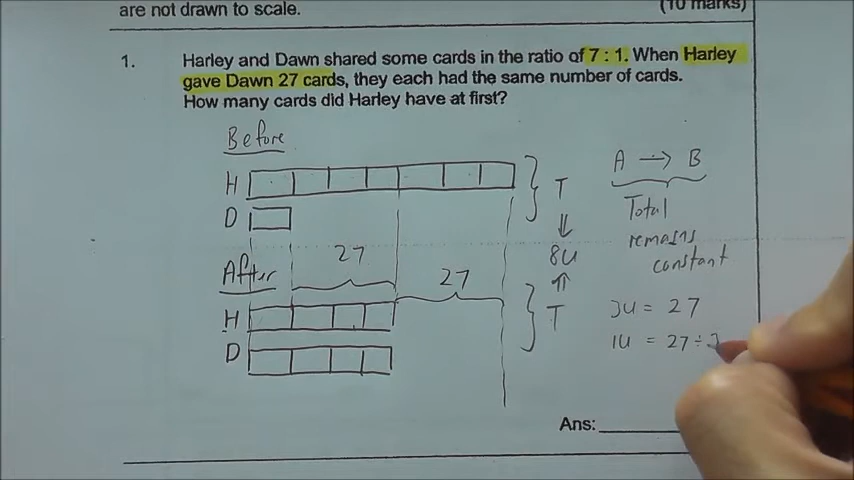 are not drawn to scale.
(10 marks)
1. Harley and Dawn shared some cards in the ratio of 7 : 1. When Harley
gave Dawn 27 cards, they each had the same number of cards.
How many cards did Harley have at first?
Before
H
D
T
⇓
8u
⇑
T
A → B
Total
remains
constant
After
27
27
H
D
3u = 27
1u = 27 ÷
Ans: